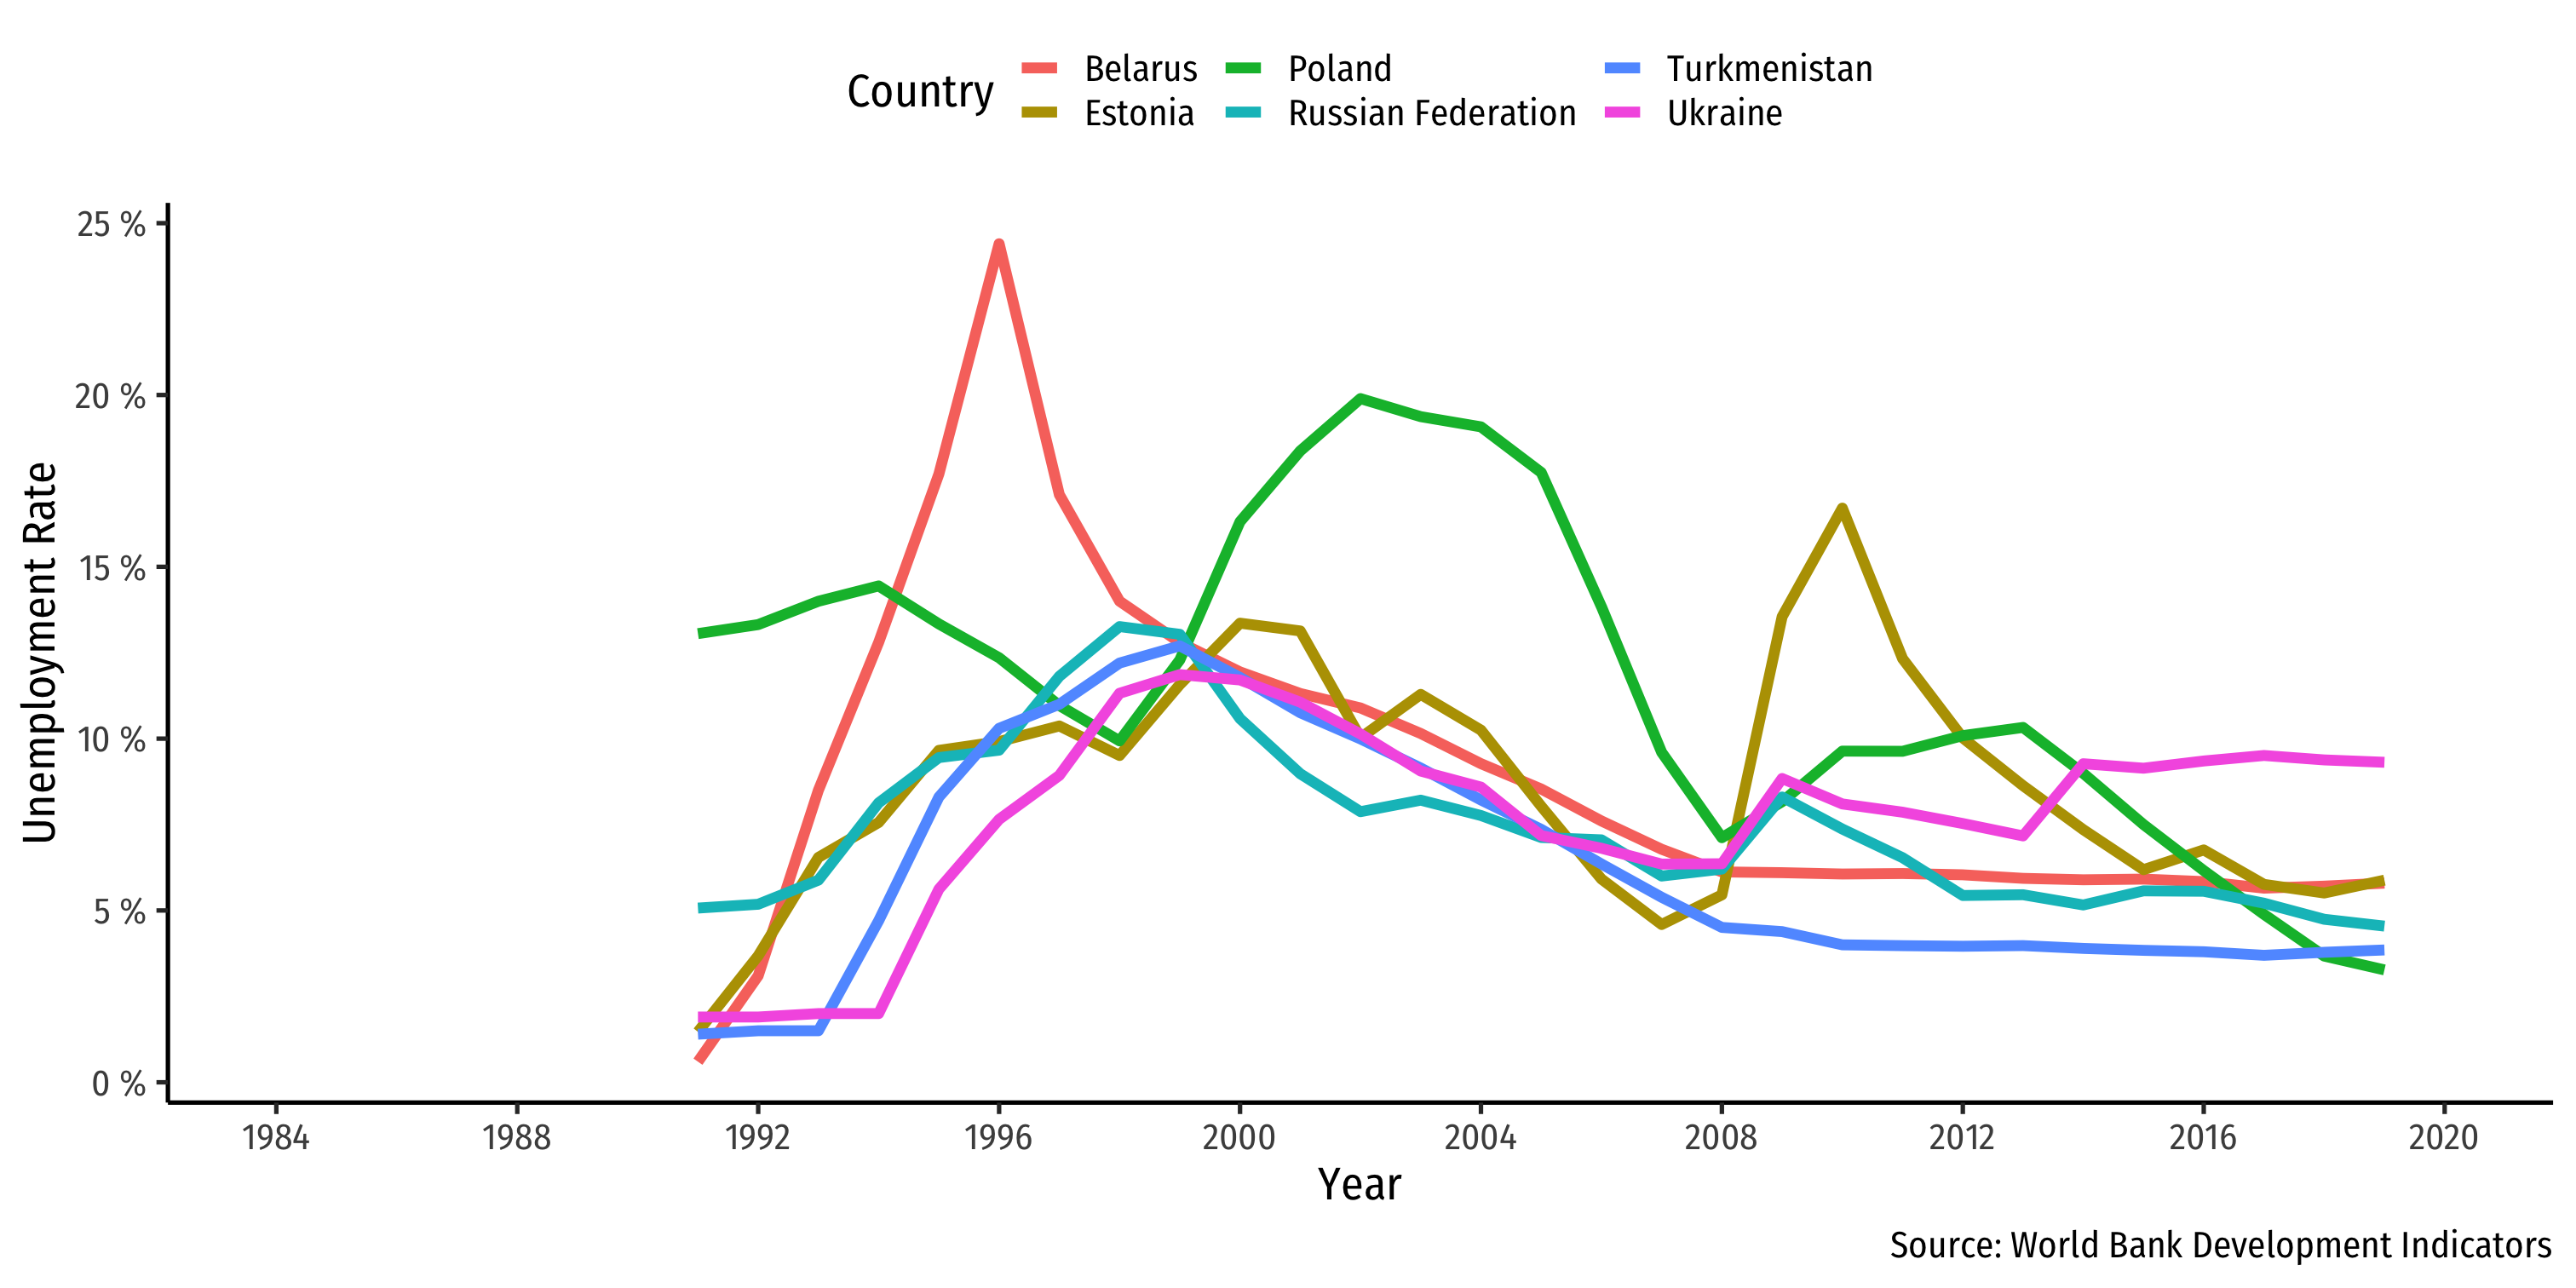 Country
Belarus Poland Turkmenistan
Estonia Russian Federation Ukraine
Unemployment Rate
25 %
20 %
15 %
10 %
5 %
0 %
1984 1988 1992 1996 2000 2004 2008 2012 2016 2020
Year
Source: World Bank Development Indicators